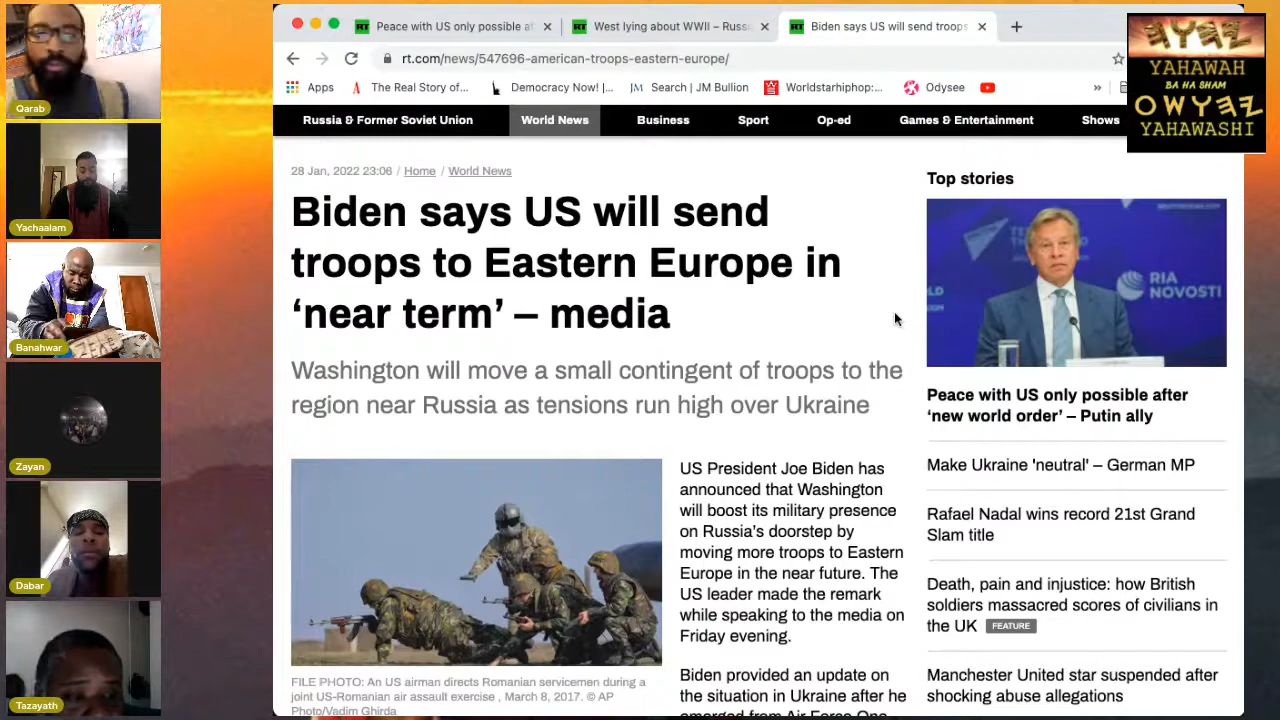 Qarab
Yachaalam
Banahwar
Zayan
Dabar
Tazayath
Peace with US only possible af
West lying about WWII – Russi
Biden says US will send troops
rt.com/news/547696-american-troops-eastern-europe/
Apps
The Real Story of...
Democracy Now! |...
Search | JM Bullion
Worldstarhiphop:...
Odysee
»
YAHAWAH
BA HA SHAM
YAHAWASHI
Russia & Former Soviet Union
World News
Business
Sport
Op-ed
Games & Entertainment
Shows
28 Jan, 2022 23:06 / Home / World News
Biden says US will send
troops to Eastern Europe in
‘near term’ – media
Washington will move a small contingent of troops to the
region near Russia as tensions run high over Ukraine
FILE PHOTO: An US airman directs Romanian servicemen during a
joint US-Romanian air assault exercise , March 8, 2017. © AP
Photo/Vadim Ghirda
US President Joe Biden has
announced that Washington
will boost its military presence
on Russia’s doorstep by
moving more troops to Eastern
Europe in the near future. The
US leader made the remark
while speaking to the media on
Friday evening.
Biden provided an update on
the situation in Ukraine after he
emerged from Air Force One
Top stories
RIA
NOVOSTI
Peace with US only possible after
‘new world order’ – Putin ally
Make Ukraine 'neutral' – German MP
Rafael Nadal wins record 21st Grand
Slam title
Death, pain and injustice: how British
soldiers massacred scores of civilians in
the UK FEATURE
Manchester United star suspended after
shocking abuse allegations